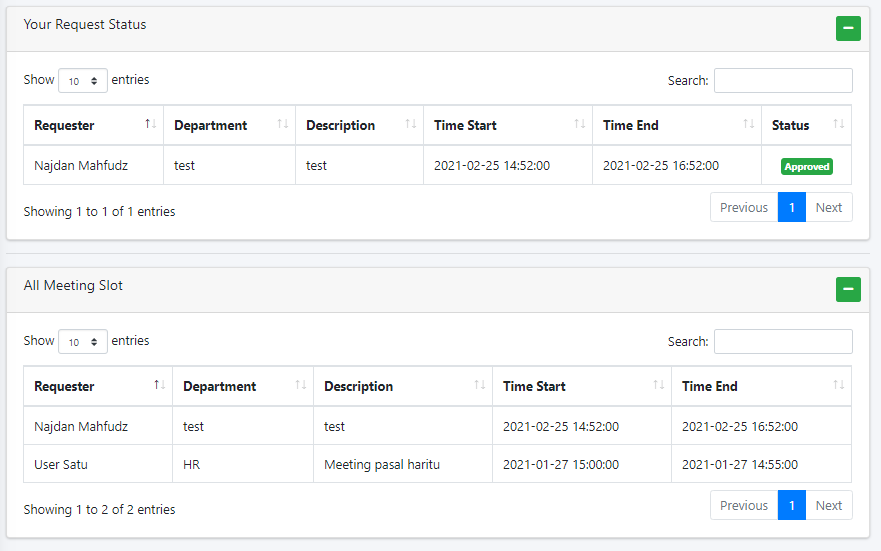 Your Request Status
Show 10 entries Search:
Requester Department Description Time Start Time End Status
Najdan Mahfudz test test 2021-02-25 14:52:00 2021-02-25 16:52:00 Approved
Showing 1 to 1 of 1 entries Previous 1 Next
All Meeting Slot
Show 10 entries Search:
Requester Department Description Time Start Time End
Najdan Mahfudz test test 2021-02-25 14:52:00 2021-02-25 16:52:00
User Satu HR Meeting pasal haritu 2021-01-27 15:00:00 2021-01-27 14:55:00
Showing 1 to 2 of 2 entries Previous 1 Next